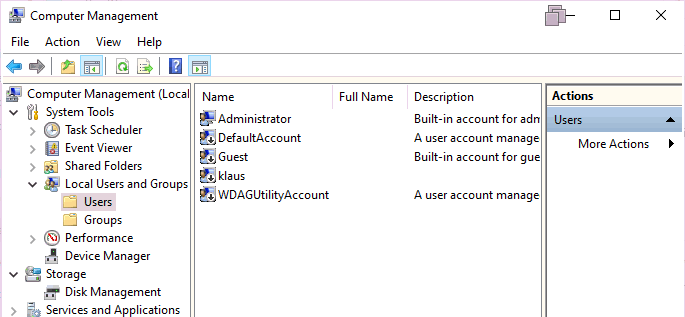 Computer Management
File Action View Help
Computer Management (Local
System Tools
Task Scheduler
Event Viewer
Shared Folders
Local Users and Groups
Users
Groups
Performance
Device Manager
Storage
Disk Management
Services and Applications
Name Full Name Description
Administrator Built-in account for adm
DefaultAccount A user account manage
Guest Built-in account for gue
klaus
WDAGUtilityAccount A user account manage
Actions
Users
More Actions